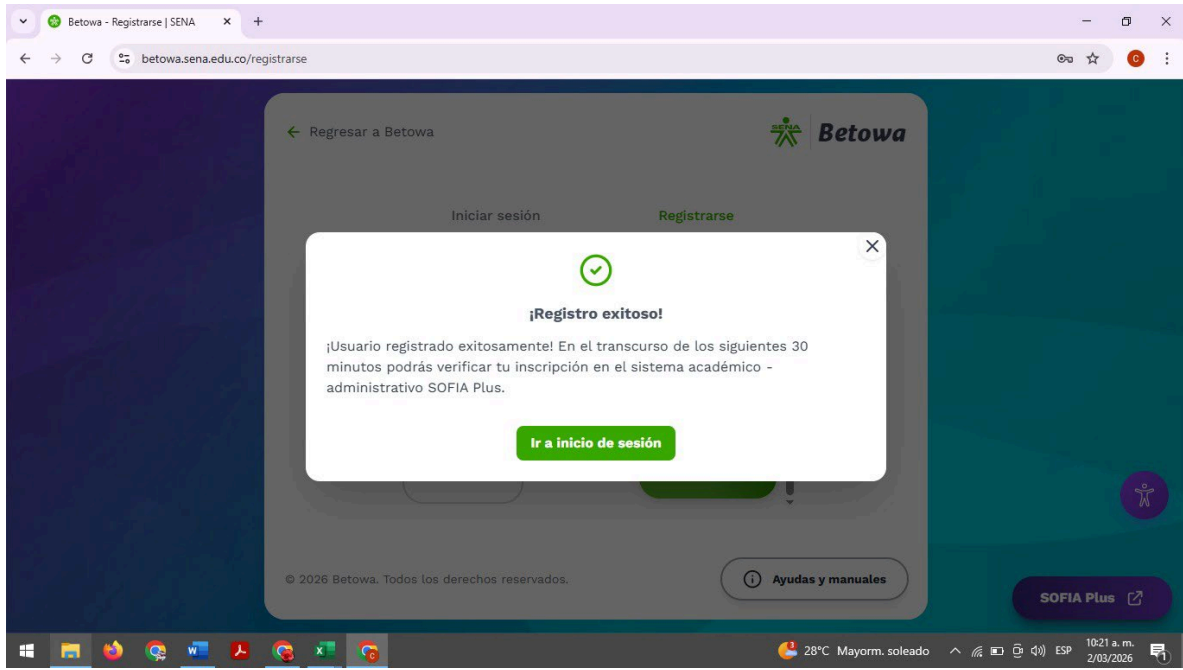 Betowa - Registrarse | SENA
betowa.sena.edu.co/registrarse
C
Regresar a Betowa
SENA
Betowa
Iniciar sesión
Registrarse
¡Registro exitoso!
¡Usuario registrado exitosamente! En el transcurso de los siguientes 30
minutos podrás verificar tu inscripción en el sistema académico -
administrativo SOFIA Plus.
Ir a inicio de sesión
© 2026 Betowa. Todos los derechos reservados.
Ayudas y manuales
SOFIA Plus
28°C Mayorm. soleado
ESP
10:21 a. m.
2/03/2026